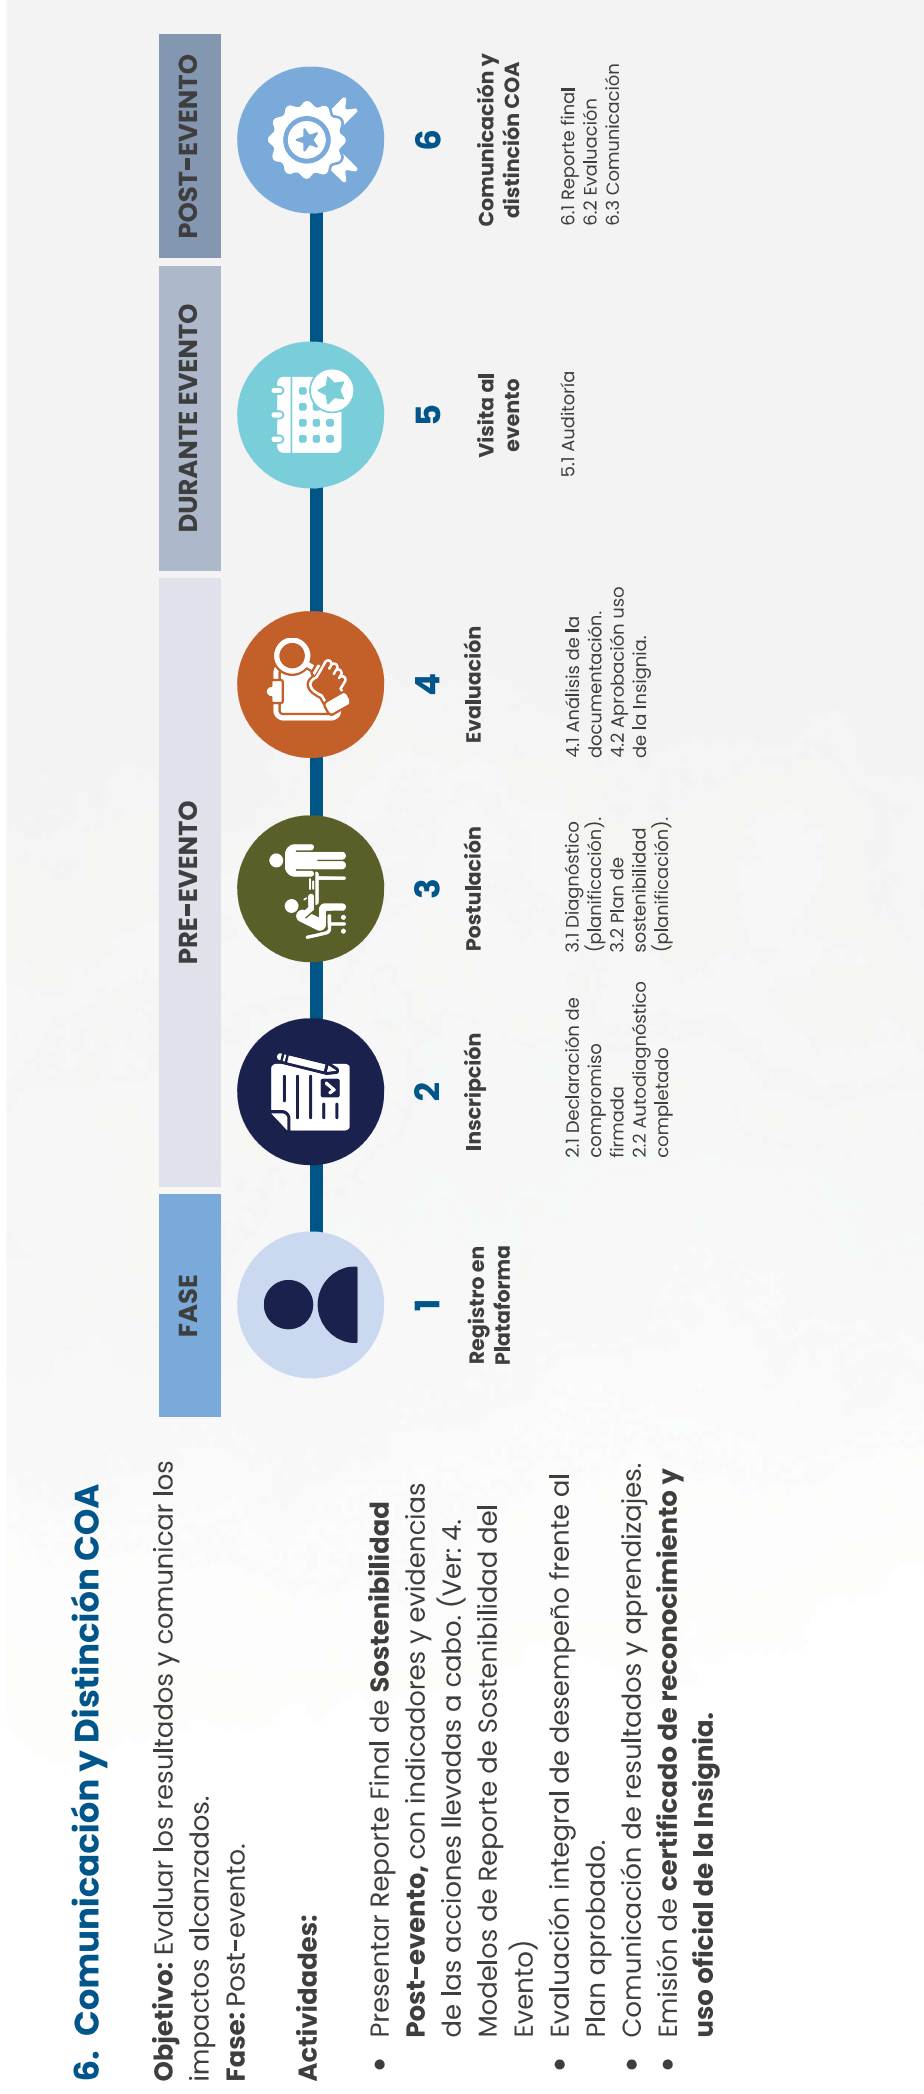 6. Comunicación y Distinción COA
Objetivo: Evaluar los resultados y comunicar los
impactos alcanzados.
Fase: Post-evento.
Actividades:
• Presentar Reporte Final de Sostenibilidad
Post-evento, con indicadores y evidencias
de las acciones llevadas a cabo. (Ver: 4.
Modelos de Reporte de Sostenibilidad del
Evento)
• Evaluación integral de desempeño frente al
Plan aprobado.
• Comunicación de resultados y aprendizajes.
• Emisión de certificado de reconocimiento y
uso oficial de la Insignia.
FASE
PRE-EVENTO
DURANTE EVENTO
POST-EVENTO
1
Registro en
Plataforma
2
Inscripción
2.1 Declaración de
compromiso
firmada
2.2 Autodiagnóstico
completado
3
Postulación
3.1 Diagnóstico
(planificación).
3.2 Plan de
sostenibilidad
(planificación).
4
Evaluación
4.1 Análisis de la
documentación.
4.2 Aprobación uso
de la Insignia.
5
Visita al
evento
5.1 Auditoría
6
Comunicación y
distinción COA
6.1 Reporte final
6.2 Evaluación
6.3 Comunicación